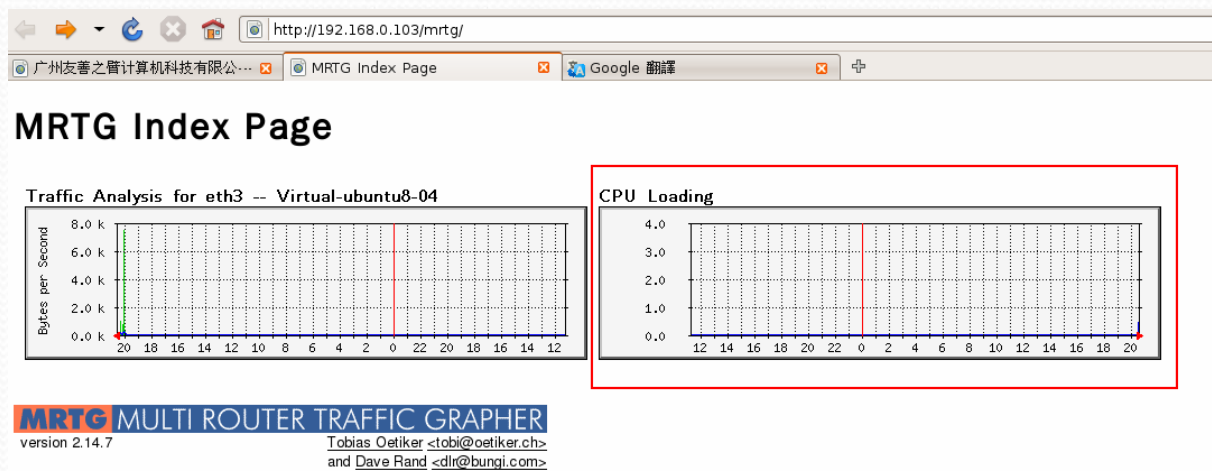 http://192.168.0.103/mrtg/
广州友善之臂计算机科技有限公···
MRTG Index Page
Google 翻譯
MRTG Index Page
Traffic Analysis for eth3 -- Virtual-ubuntu8-04
Bytes per Second
8.0 k
6.0 k
4.0 k
2.0 k
0.0 k
20 18 16 14 12 10 8 6 4 2 0 22 20 18 16 14 12
CPU Loading
4.0
3.0
2.0
1.0
0.0
12 14 16 18 20 22 0 2 4 6 8 10 12 14 16 18 20
MRTG MULTI ROUTER TRAFFIC GRAPHER
version 2.14.7
Tobias Oetiker <tobi@oetiker.ch>
and Dave Rand <dlr@bungi.com>